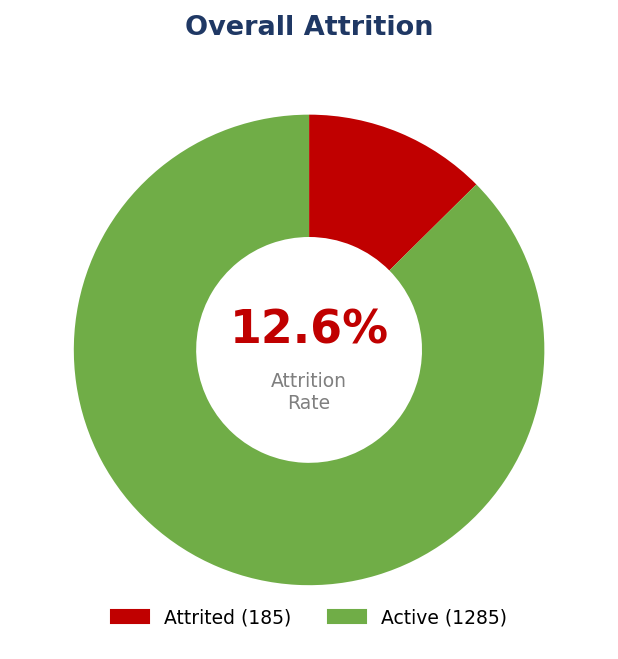 Overall Attrition
12.6%
Attrition
Rate
Attrited (185)
Active (1285)